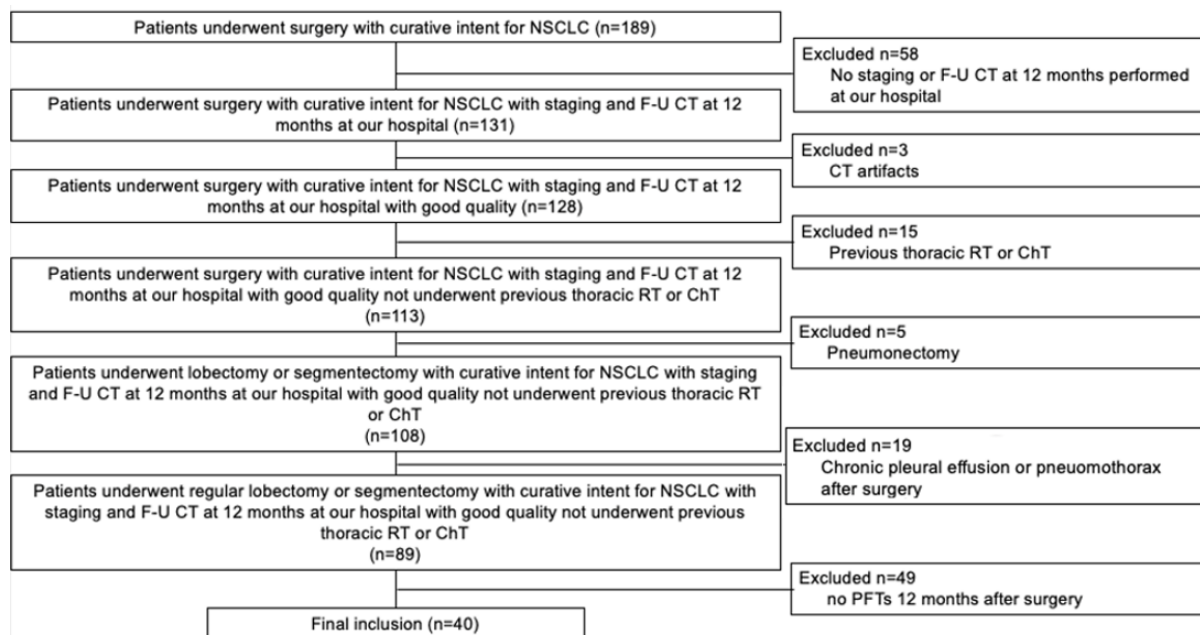 Patients underwent surgery with curative intent for NSCLC (n=189)
Excluded n=58
No staging or F-U CT at 12 months performed
at our hospital
Patients underwent surgery with curative intent for NSCLC with staging and F-U CT at 12
months at our hospital (n=131)
Excluded n=3
CT artifacts
Patients underwent surgery with curative intent for NSCLC with staging and F-U CT at 12
months at our hospital with good quality (n=128)
Excluded n=15
Previous thoracic RT or ChT
Patients underwent surgery with curative intent for NSCLC with staging and F-U CT at 12
months at our hospital with good quality not underwent previous thoracic RT or ChT
(n=113)
Excluded n=5
Pneumonectomy
Patients underwent lobectomy or segmentectomy with curative intent for NSCLC with staging
and F-U CT at 12 months at our hospital with good quality not underwent previous thoracic RT
or ChT
(n=108)
Excluded n=19
Chronic pleural effusion or pneuomothorax
after surgery
Patients underwent regular lobectomy or segmentectomy with curative intent for NSCLC with
staging and F-U CT at 12 months at our hospital with good quality not underwent previous
thoracic RT or ChT
(n=89)
Excluded n=49
no PFTs 12 months after surgery
Final inclusion (n=40)